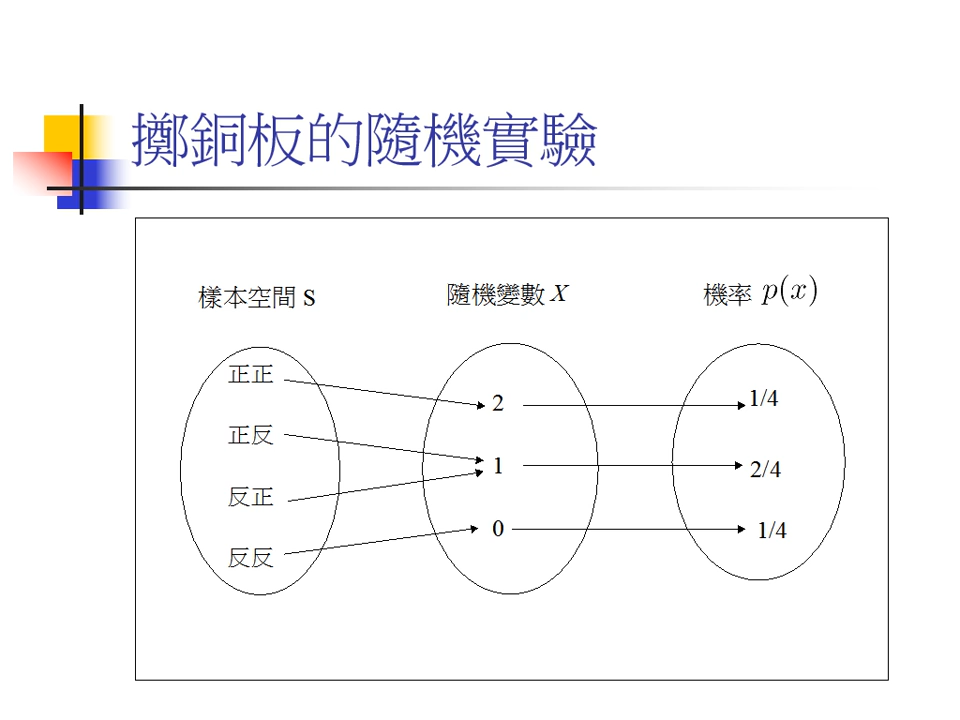 擲銅板的隨機實驗
樣本空間 S
隨機變數 X
機率 p(x)
正正
正反
反正
反反
2
1
0
1/4
2/4
1/4